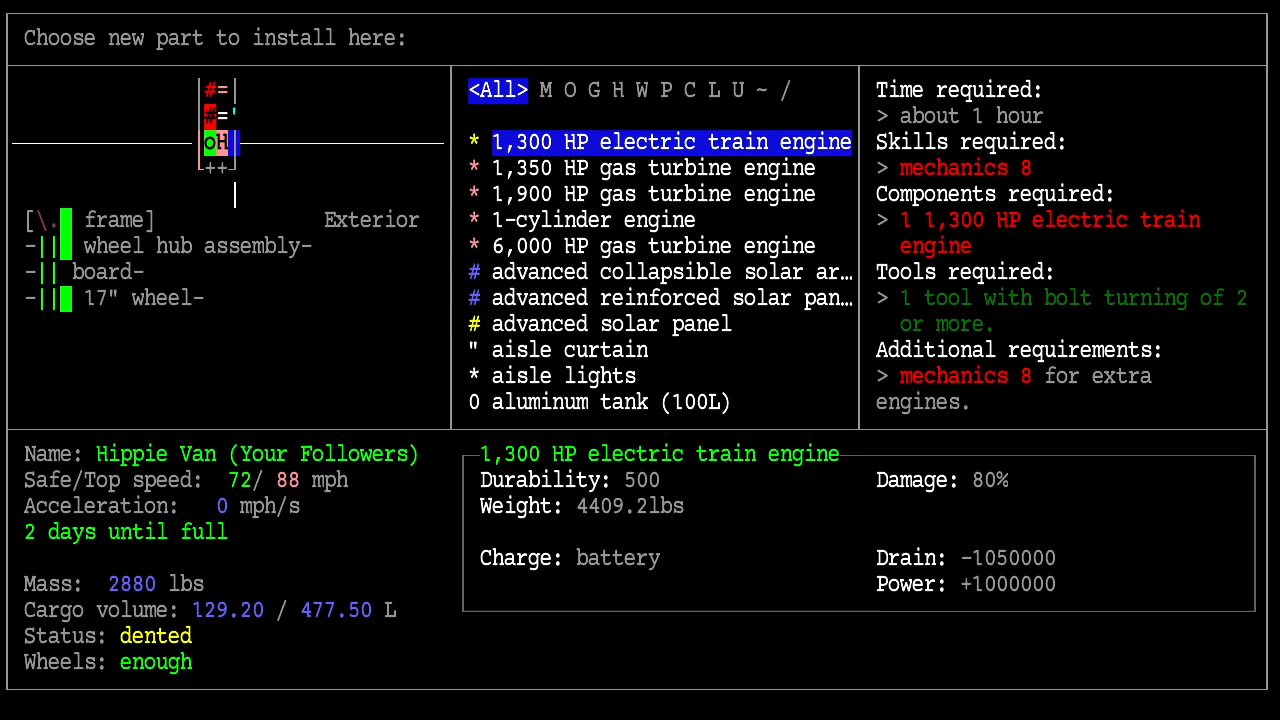 Choose new part to install here:
#=|
#='
oH
++
[\. frame] Exterior
-|| wheel hub assembly-
-|| board-
-|| 17" wheel-
<All> M O G H W P C L U ~ /
* 1,300 HP electric train engine
* 1,350 HP gas turbine engine
* 1,900 HP gas turbine engine
* 1-cylinder engine
* 6,000 HP gas turbine engine
# advanced collapsible solar ar…
# advanced reinforced solar pan…
# advanced solar panel
" aisle curtain
* aisle lights
0 aluminum tank (100L)
Time required:
> about 1 hour
Skills required:
> mechanics 8
Components required:
> 1 1,300 HP electric train
engine
Tools required:
> 1 tool with bolt turning of 2
or more.
Additional requirements:
> mechanics 8 for extra
engines.
Name: Hippie Van (Your Followers)
Safe/Top speed: 72/ 88 mph
Acceleration: 0 mph/s
2 days until full
Mass: 2880 lbs
Cargo volume: 129.20 / 477.50 L
Status: dented
Wheels: enough
1,300 HP electric train engine
Durability: 500 Damage: 80%
Weight: 4409.2lbs
Charge: battery Drain: -1050000
Power: +1000000